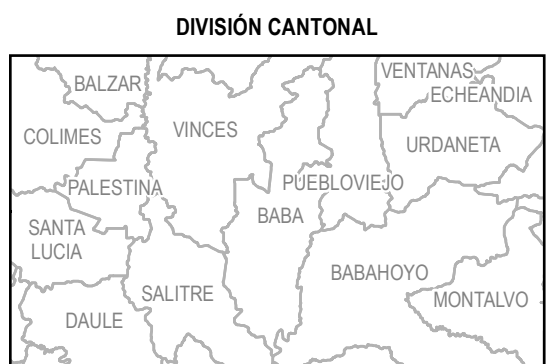 DIVISIÓN CANTONAL
VENTANAS
BALZAR
ECHEANDIA
COLIMES
VINCES
URDANETA
PALESTINA
PUEBLOVIEJO
BABA
SANTA
LUCIA
BABAHOYO
SALITRE
MONTALVO
DAULE